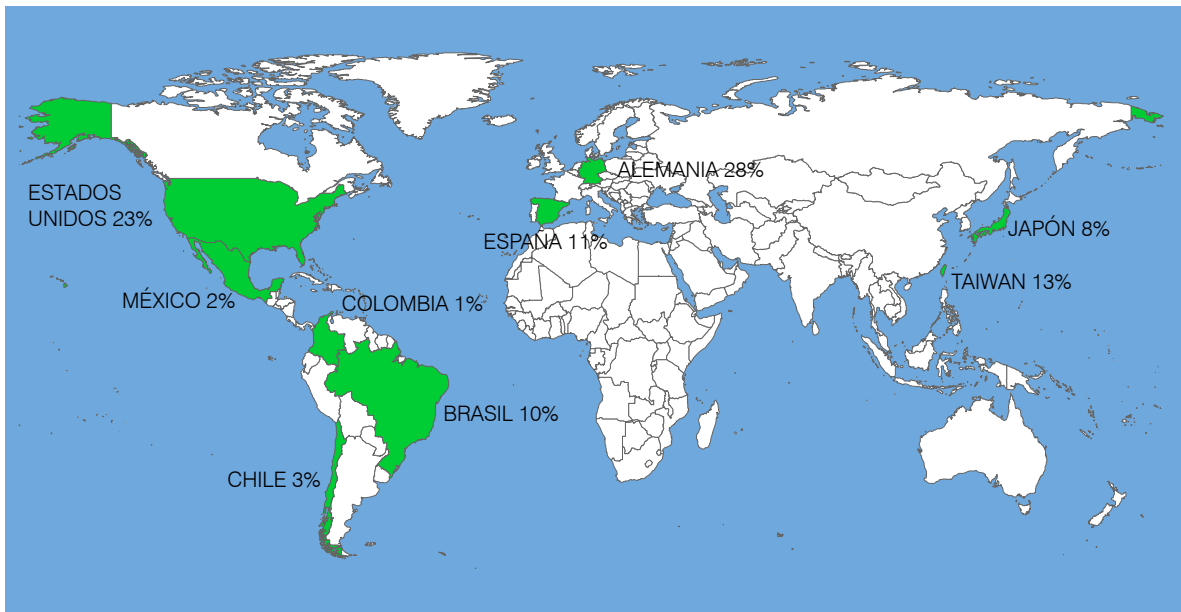 ALEMANIA 28%
ESTADOS
UNIDOS 23%
JAPÓN 8%
ESPAÑA 11%
TAIWAN 13%
MÉXICO 2%
COLOMBIA 1%
BRASIL 10%
CHILE 3%